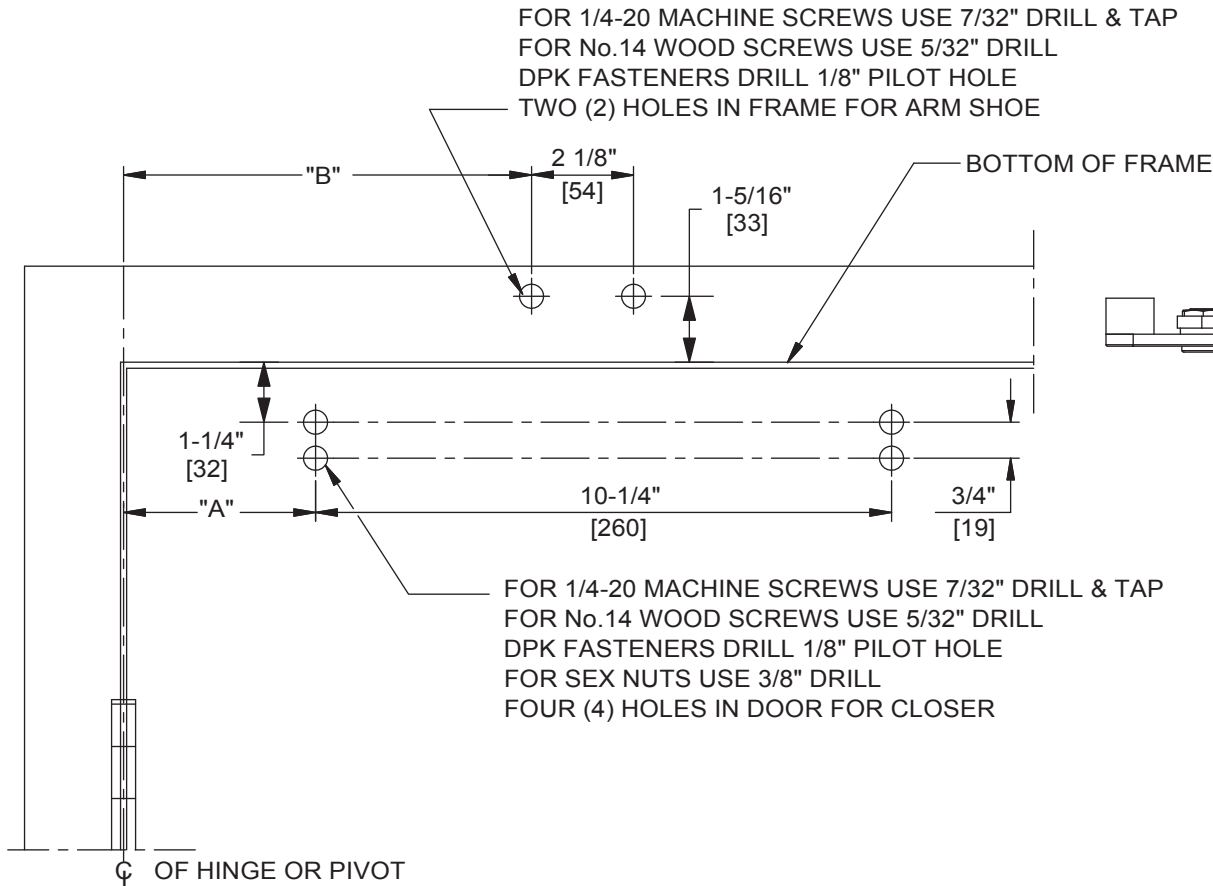 FOR 1/4-20 MACHINE SCREWS USE 7/32" DRILL & TAP
FOR No.14 WOOD SCREWS USE 5/32" DRILL
DPK FASTENERS DRILL 1/8" PILOT HOLE
TWO (2) HOLES IN FRAME FOR ARM SHOE
"B"
2 1/8"
[54]
BOTTOM OF FRAME
1-5/16"
[33]
1-1/4"
[32]
"A"
10-1/4"
[260]
3/4"
[19]
FOR 1/4-20 MACHINE SCREWS USE 7/32" DRILL & TAP
FOR No.14 WOOD SCREWS USE 5/32" DRILL
DPK FASTENERS DRILL 1/8" PILOT HOLE
FOR SEX NUTS USE 3/8" DRILL
FOUR (4) HOLES IN DOOR FOR CLOSER
℄ OF HINGE OR PIVOT